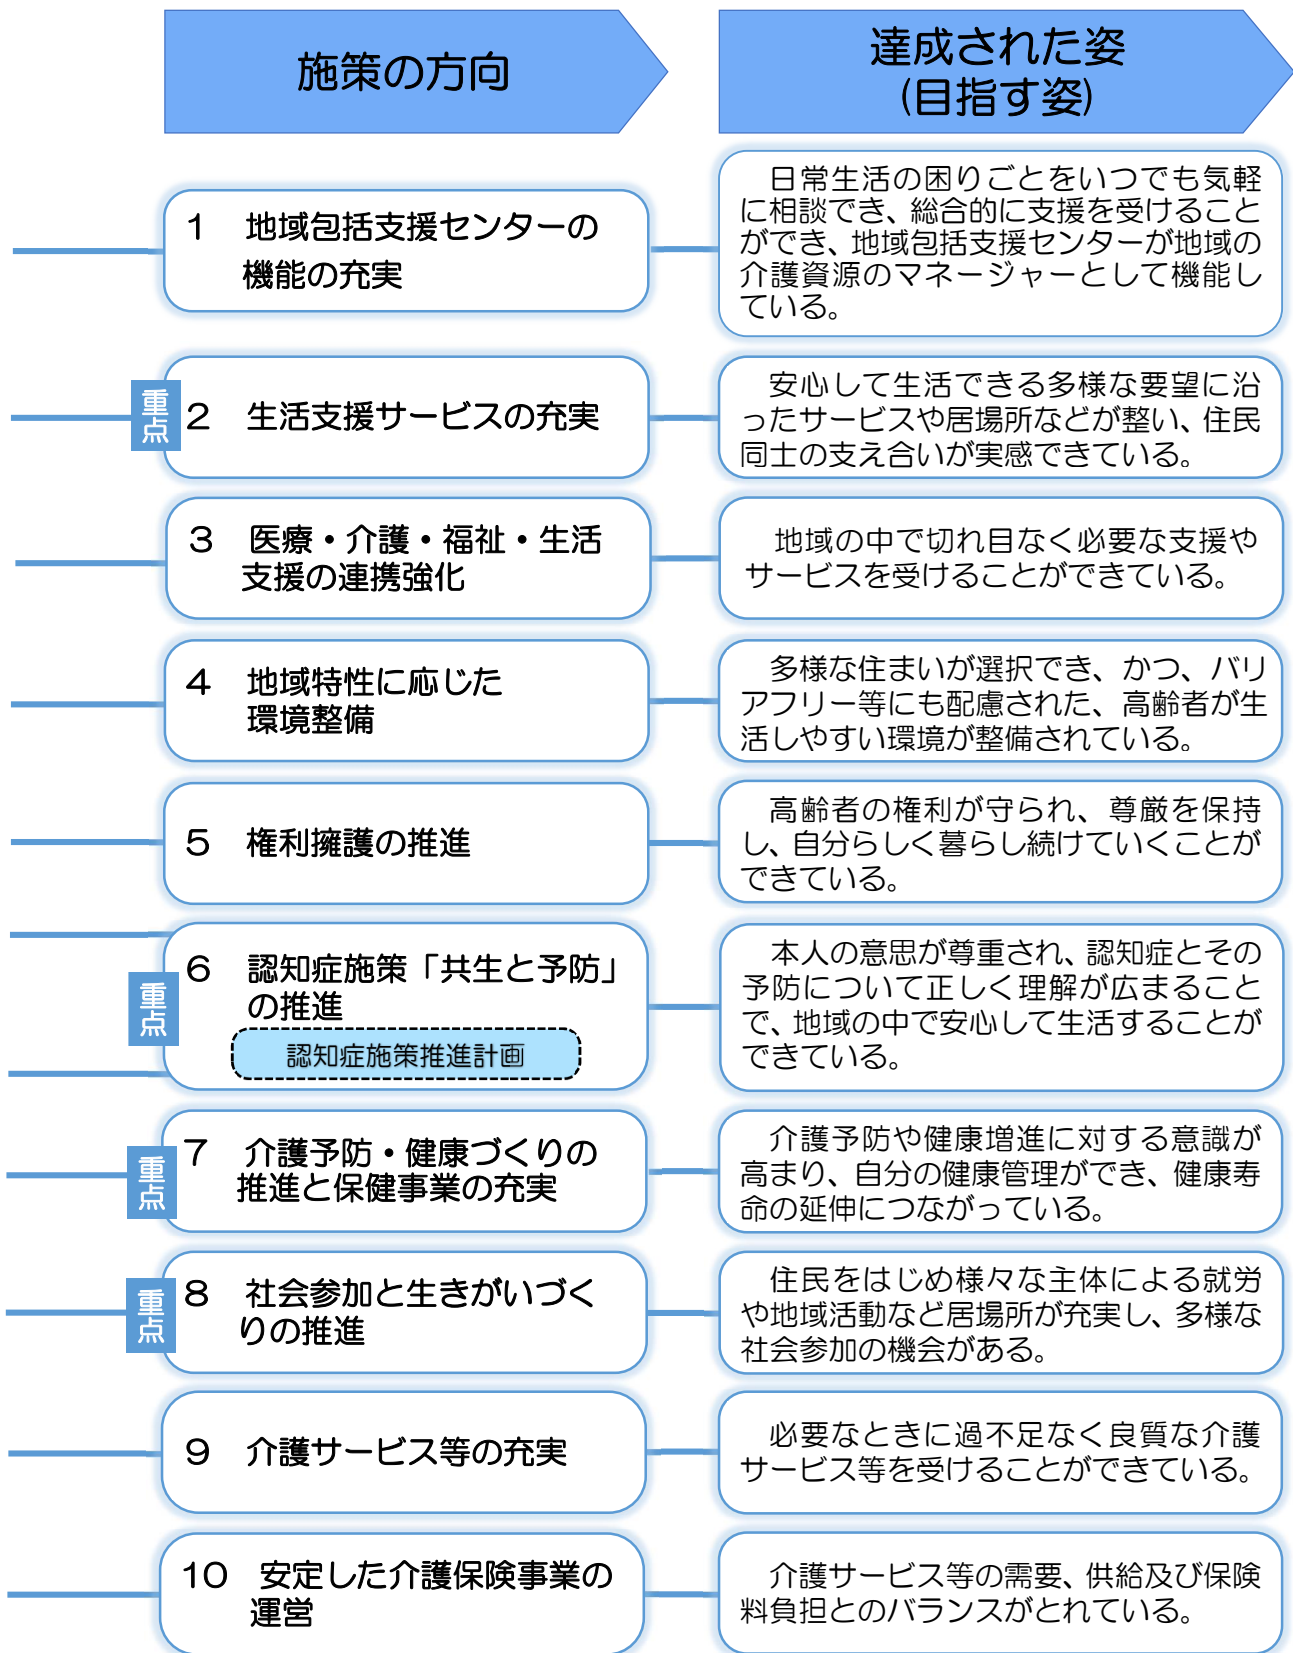 施策の方向
達成された姿
(目指す姿)
1 地域包括支援センターの
機能の充実
日常生活の困りごとをいつでも気軽
に相談でき、総合的に支援を受けること
ができ、地域包括支援センターが地域の
介護資源のマネージャーとして機能し
ている。
重点
2 生活支援サービスの充実
安心して生活できる多様な要望に沿
ったサービスや居場所などが整い、住民
同士の支え合いが実感できている。
3 医療・介護・福祉・生活
支援の連携強化
地域の中で切れ目なく必要な支援や
サービスを受けることができている。
4 地域特性に応じた
環境整備
多様な住まいが選択でき、かつ、バリ
アフリー等にも配慮された、高齢者が生
活しやすい環境が整備されている。
5 権利擁護の推進
高齢者の権利が守られ、尊厳を保持
し、自分らしく暮らし続けていくことが
できている。
重点
6 認知症施策「共生と予防」
の推進
認知症施策推進計画
本人の意思が尊重され、認知症とその
予防について正しく理解が広まること
で、地域の中で安心して生活することが
できている。
重点
7 介護予防・健康づくりの
推進と保健事業の充実
介護予防や健康増進に対する意識が
高まり、自分の健康管理ができ、健康寿
命の延伸につながっている。
重点
8 社会参加と生きがいづく
りの推進
住民をはじめ様々な主体による就労
や地域活動など居場所が充実し、多様な
社会参加の機会がある。
9 介護サービス等の充実
必要なときに過不足なく良質な介護
サービス等を受けることができている。
10 安定した介護保険事業の
運営
介護サービス等の需要、供給及び保険
料負担とのバランスがとれている。